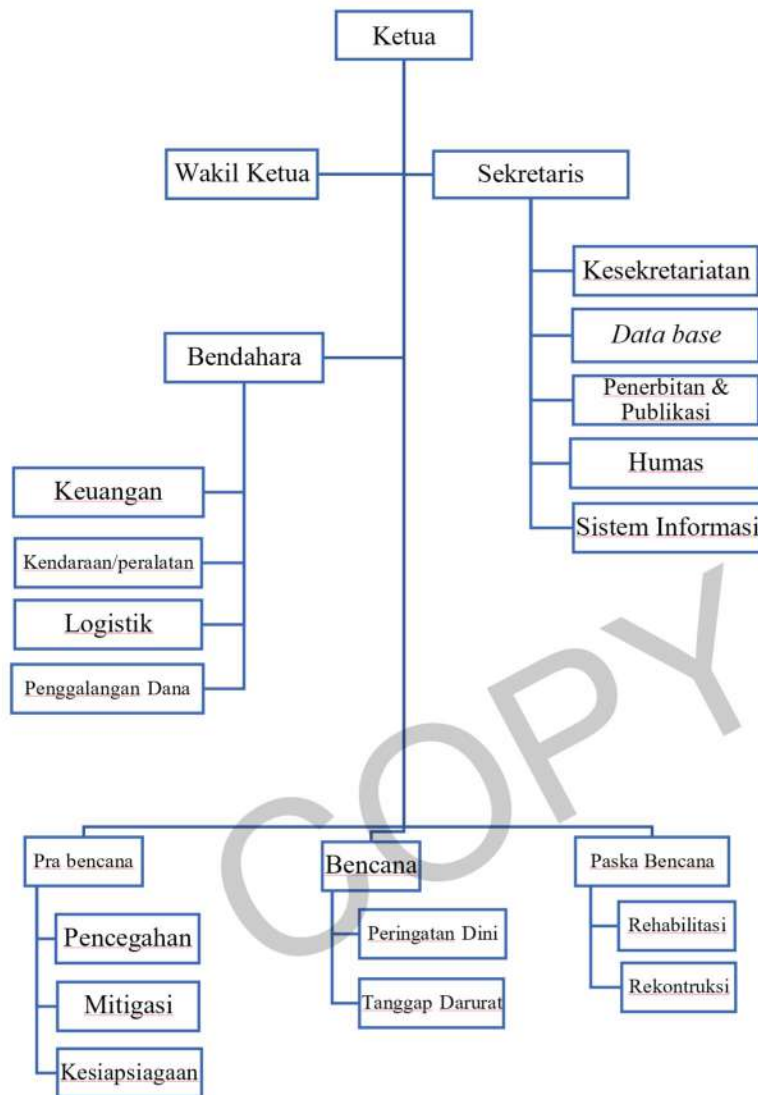 Ketua
Wakil Ketua
Sekretaris
Kesekretariatan
Data base
Penerbitan &
Publikasi
Humas
Sistem Informasi
Bendahara
Keuangan
Kendaraan/peralatan
Logistik
Penggalangan Dana
Pra bencana
Pencegahan
Mitigasi
Kesiapsiagaan
Bencana
Peringatan Dini
Tanggap Darurat
Paska Bencana
Rehabilitasi
Rekontruksi
COPY